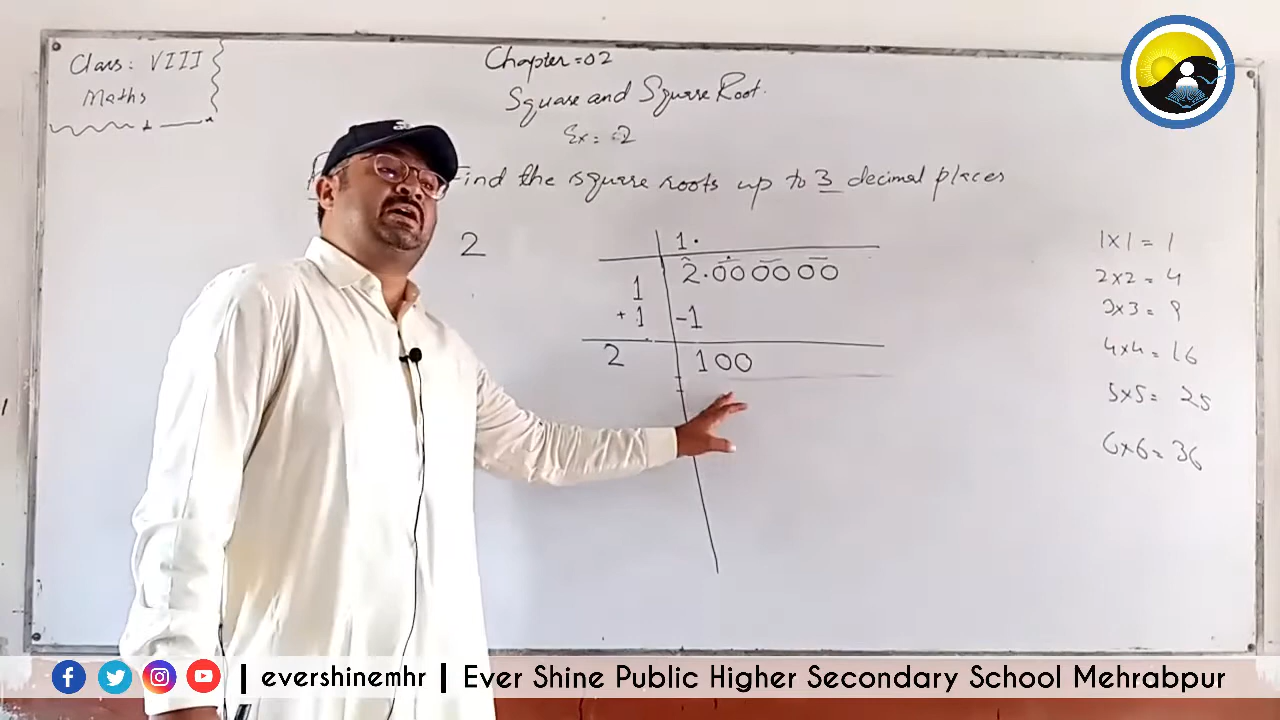 Class: VIII
Maths
Chapter = 02
Square and Square Root.
Ex = 2
Find the square roots up to 3 decimal places
2
1.
1 2.000000
+1 -1
2 100
1x1 = 1
2x2 = 4
3x3 = 9
4x4 = 16
5x5 = 25
6x6 = 36
| evershinemhr | Ever Shine Public Higher Secondary School Mehrabpur